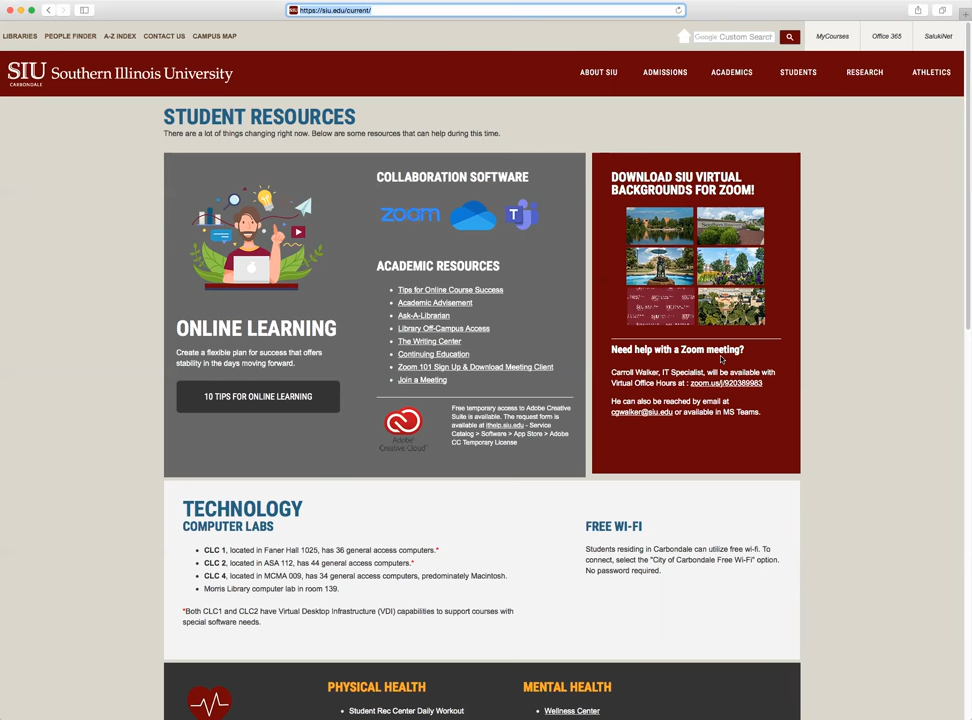 https://siu.edu/current/
LIBRARIES PEOPLE FINDER A-Z INDEX CONTACT US CAMPUS MAP
Google Custom Search
MyCourses Office 365 SalukiNet
SIU Southern Illinois University
CARBONDALE
ABOUT SIU ADMISSIONS ACADEMICS STUDENTS RESEARCH ATHLETICS
STUDENT RESOURCES
There are a lot of things changing right now. Below are some resources that can help during this time.
ONLINE LEARNING
Create a flexible plan for success that offers
stability in the days moving forward.
10 TIPS FOR ONLINE LEARNING
COLLABORATION SOFTWARE
zoom
T
ACADEMIC RESOURCES
• Tips for Online Course Success
• Academic Advisement
• Ask-A-Librarian
• Library Off-Campus Access
• The Writing Center
• Continuing Education
• Zoom 101 Sign Up & Download Meeting Client
• Join a Meeting
Adobe®
Creative Cloud™
Free temporary access to Adobe Creative
Suite is available. The request form is
available at ithelp.siu.edu - Service
Catalog > Software > App Store > Adobe
CC Temporary License
DOWNLOAD SIU VIRTUAL
BACKGROUNDS FOR ZOOM!
Need help with a Zoom meeting?
Carroll Walker, IT Specialist, will be available with
Virtual Office Hours at : zoom.us/j/920389983
He can also be reached by email at
cgwalker@siu.edu or available in MS Teams.
TECHNOLOGY
COMPUTER LABS
• CLC 1, located in Faner Hall 1025, has 36 general access computers.*
• CLC 2, located in ASA 112, has 44 general access computers.*
• CLC 4, located in MCMA 009, has 34 general access computers, predominately Macintosh.
• Morris Library computer lab in room 139.
*Both CLC1 and CLC2 have Virtual Desktop Infrastructure (VDI) capabilities to support courses with
special software needs.
FREE WI-FI
Students residing in Carbondale can utilize free wi-fi. To
connect, select the "City of Carbondale Free Wi-Fi" option.
No password required.
PHYSICAL HEALTH
• Student Rec Center Daily Workout
MENTAL HEALTH
• Wellness Center